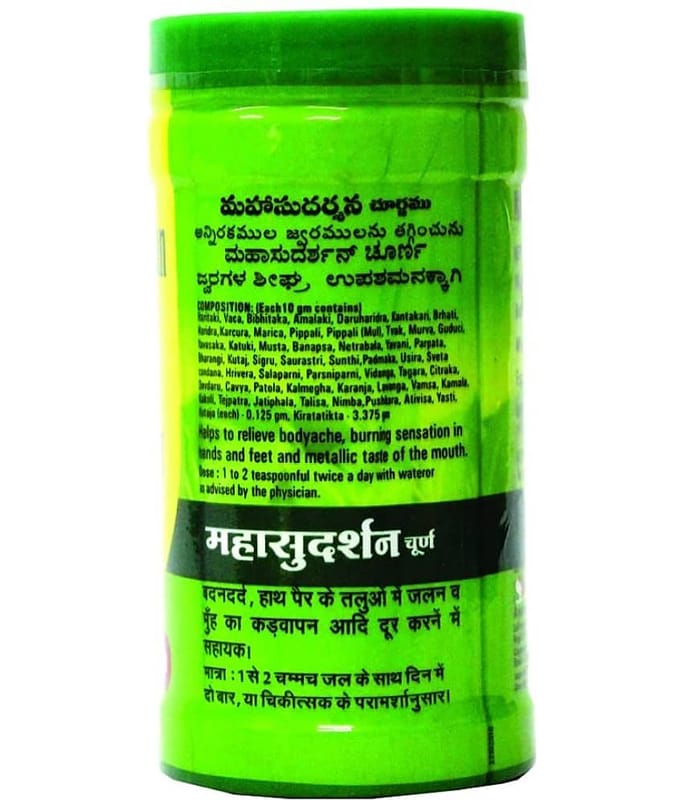 మహాసుదర్శన చూర్ణము
అన్నిరకముల జ్వరములను తగ్గించును
ಮಹಾಸುದರ್ಶನ್ ಚೂರ್ಣ
ಜ್ವರಗಳ ಶೀಘ್ರ ಉಪಶಮನಕ್ಕಾಗಿ
COMPOSITION: (Each10 gm contains)
Haritaki, Vaca, Bibhitaka, Amalaki, Daruharidra, Kantakari, Brhati,
Haridra,Karcura, Marica, Pippali, Pippali (Mul), Tvak, Murva, Guduci,
Katuki, Musta, Banapsa, Netrabala, Yavani, Parpata,
Bharangi, Kutaj, Sigru, Saurastri, Sunthi,Padmaka, Usira, Sveta
candana. Hrivera, Salaparni, Parsniparni, Vidanga, Tagara, Citraka,
Devdaru, Cavya, Patola, Kalmegha, Karanja, Lavanga, Vamsa, Kamala,
Kakoli, Tejpatra, Jatiphala, Talisa, Nimba,Pushkara, Ativisa, Yasti,
(each) - 0.125 gm, Kiratatikta - 3.375 gm
Helps to relieve bodyache, burning sensation in
hands and feet and metallic taste of the mouth.
Dose : 1 to 2 teaspoonful twice a day with wateror
as advised by the physician.
महासुदर्शन चूर्ण
बदनदर्द, हाथ पैर के तलुओं में जलन व
मुँह का कड़वापन आदि दूर करनें में
सहायक।
मात्रा : 1 से 2 चम्मच जल के साथ दिन में
दो बार, या चिकीत्सक के परामर्शानुसार।